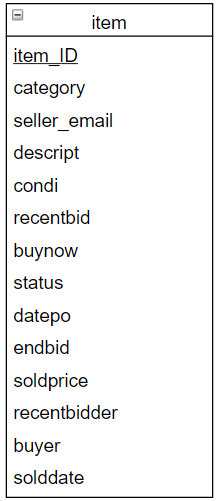 item
item_ID
category
seller_email
descript
condi
recentbid
buynow
status
datepo
endbid
soldprice
recentbidder
buyer
solddate